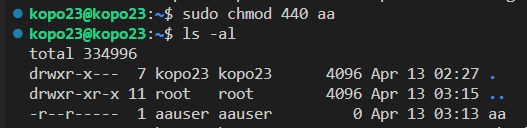 kopo23@kopo23:~$ sudo chmod 440 aa
kopo23@kopo23:~$ ls -al
total 334996
drwxr-x---  7 kopo23 kopo23      4096 Apr 13 02:27 .
drwxr-xr-x 11 root   root        4096 Apr 13 03:15 ..
-r--r-----  1 aauser aauser         0 Apr 13 03:13 aa